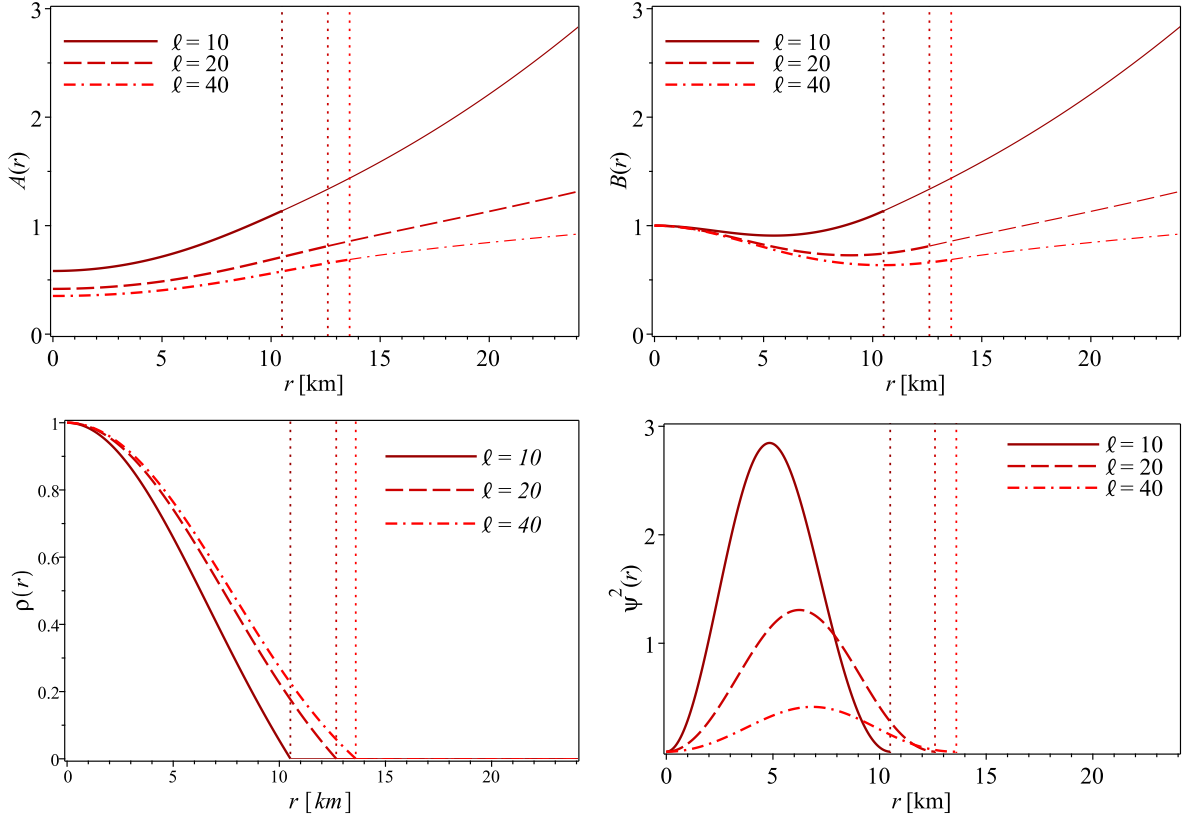 3
2
1
0
A(r)
ℓ = 10
ℓ = 20
ℓ = 40
0 5 10 15 20
r [km]
3
2
1
0
B(r)
ℓ = 10
ℓ = 20
ℓ = 40
0 5 10 15 20
r [km]
1
0.8
0.6
0.4
0.2
0
ρ(r)
ℓ = 10
ℓ = 20
ℓ = 40
0 5 10 15 20
r [km]
3
2
1
ψ²(r)
ℓ = 10
ℓ = 20
ℓ = 40
0 5 10 15 20
r [km]